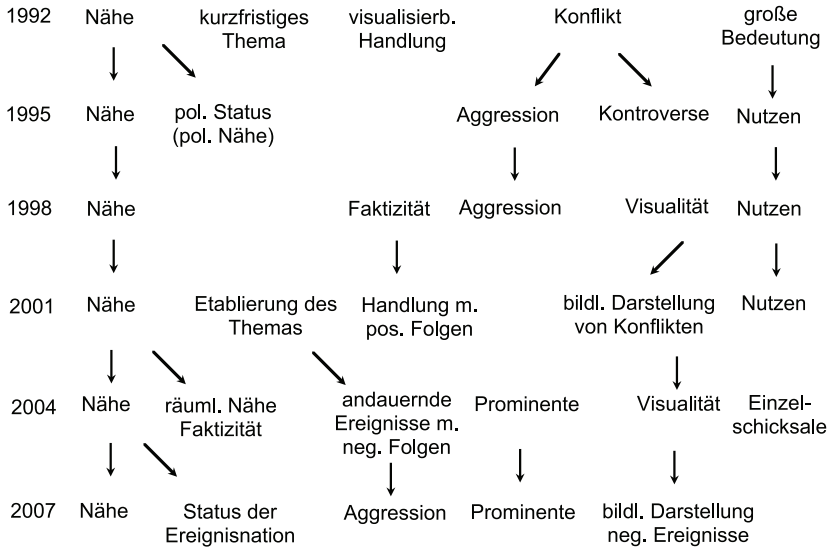 1992 Nähe kurzfristiges Thema visualisierb. Handlung Konflikt große Bedeutung
1995 Nähe pol. Status (pol. Nähe) Aggression Kontroverse Nutzen
1998 Nähe Faktizität Aggression Visualität Nutzen
2001 Nähe Etablierung des Themas Handlung m. pos. Folgen bildl. Darstellung von Konflikten Nutzen
2004 Nähe räuml. Nähe Faktizität andauernde Ereignisse m. neg. Folgen Prominente Visualität Einzel-schicksale
2007 Nähe Status der Ereignisnation Aggression Prominente bildl. Darstellung neg. Ereignisse